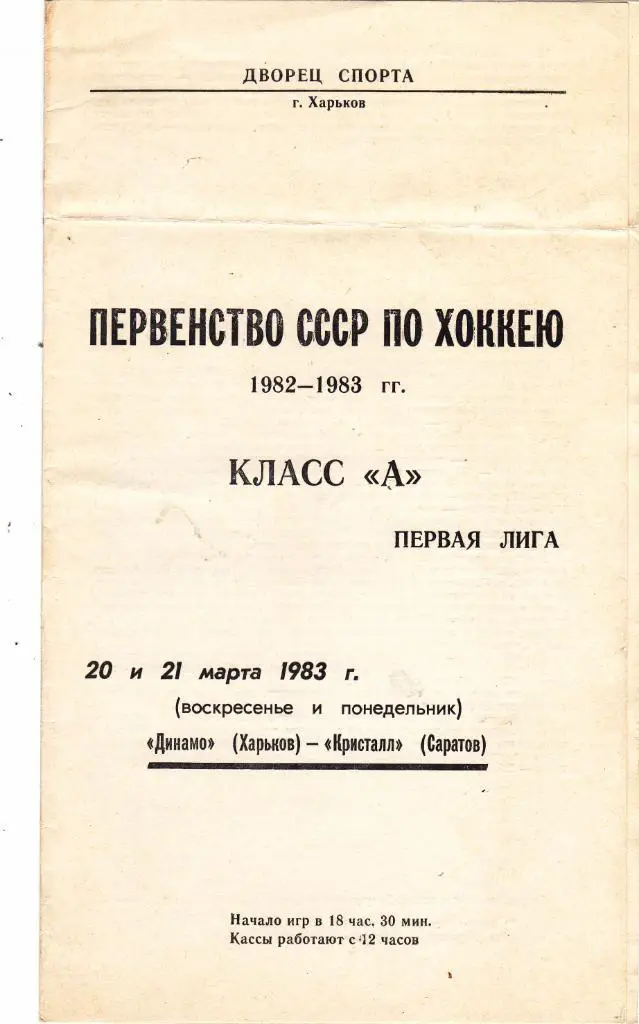 ДВОРЕЦ СПОРТА
г. Харьков
ПЕРВЕНСТВО СССР ПО ХОККЕЮ
1982—1983 гг.
КЛАСС «А»
ПЕРВАЯ ЛИГА
20 и 21 марта 1983 г.
(воскресенье и понедельник)
«Динамо» (Харьков) — «Кристалл» (Саратов)
Начало игр в 18 час. 30 мин.
Кассы работают с 12 часов